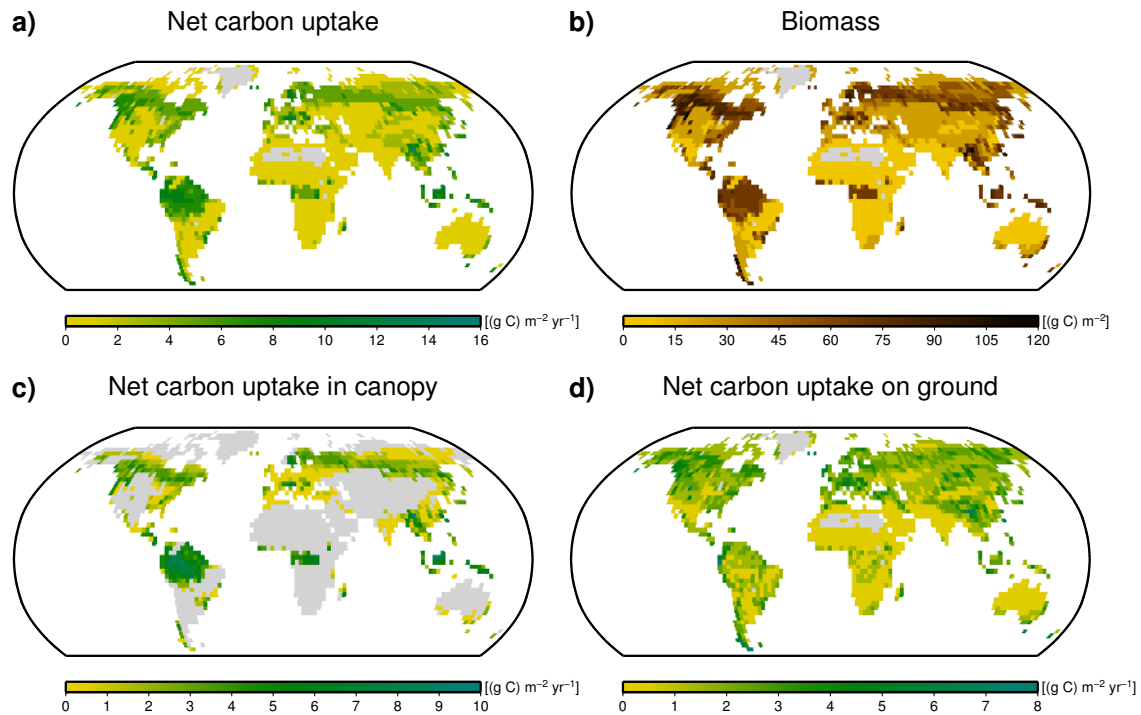 a) Net carbon uptake
b) Biomass
[(g C) m⁻² yr⁻¹]
0 2 4 6 8 10 12 14 16
[(g C) m⁻²]
0 15 30 45 60 75 90 105 120
c) Net carbon uptake in canopy
d) Net carbon uptake on ground
[(g C) m⁻² yr⁻¹]
0 1 2 3 4 5 6 7 8 9 10
[(g C) m⁻² yr⁻¹]
0 1 2 3 4 5 6 7 8